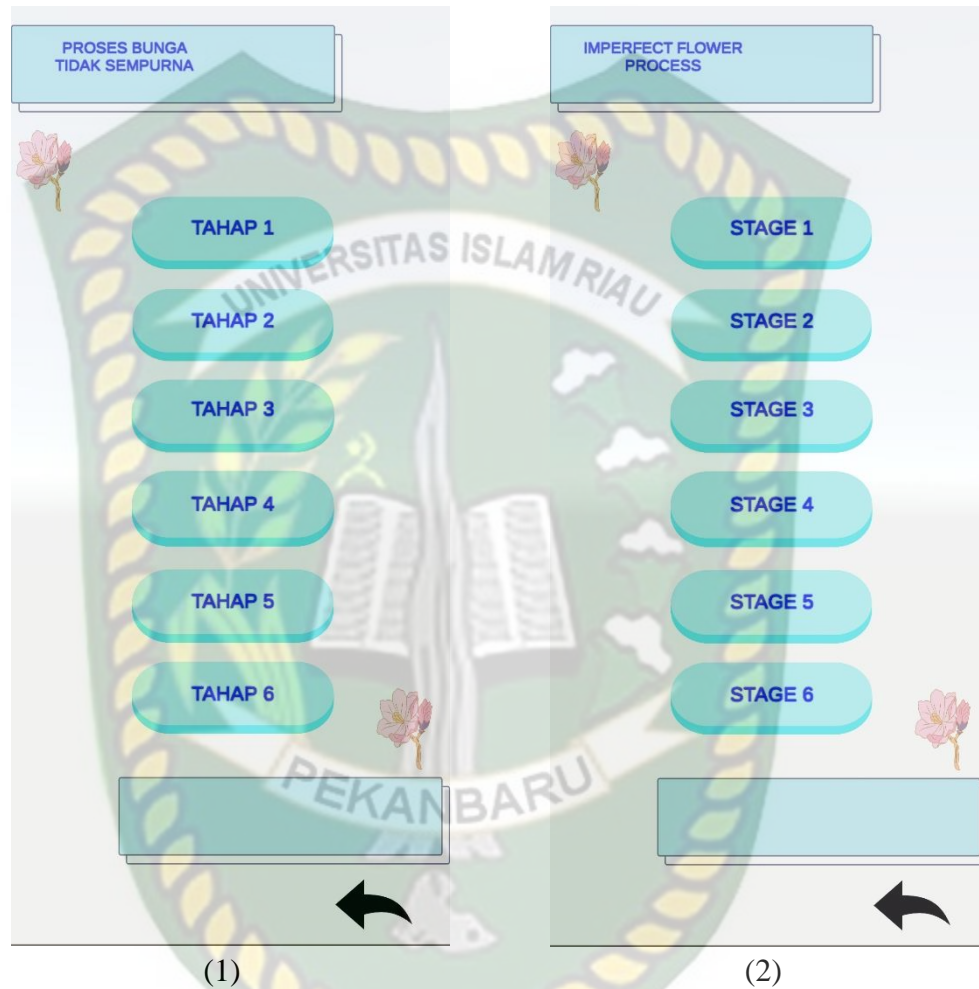 PROSES BUNGA
TIDAK SEMPURNA
TAHAP 1
TAHAP 2
TAHAP 3
TAHAP 4
TAHAP 5
TAHAP 6
(1)
IMPERFECT FLOWER
PROCESS
STAGE 1
STAGE 2
STAGE 3
STAGE 4
STAGE 5
STAGE 6
(2)
UNIVERSITAS ISLAM RIAU
PEKANBARU